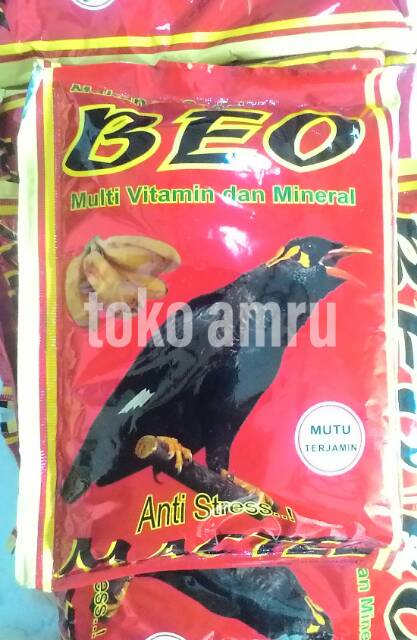 BEO
Multi Vitamin dan Mineral
toko amru
MUTU
TERJAMIN
Anti Stress...!